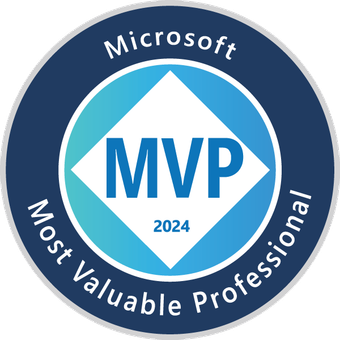 Microsoft
MVP
2024
Most Valuable Professional